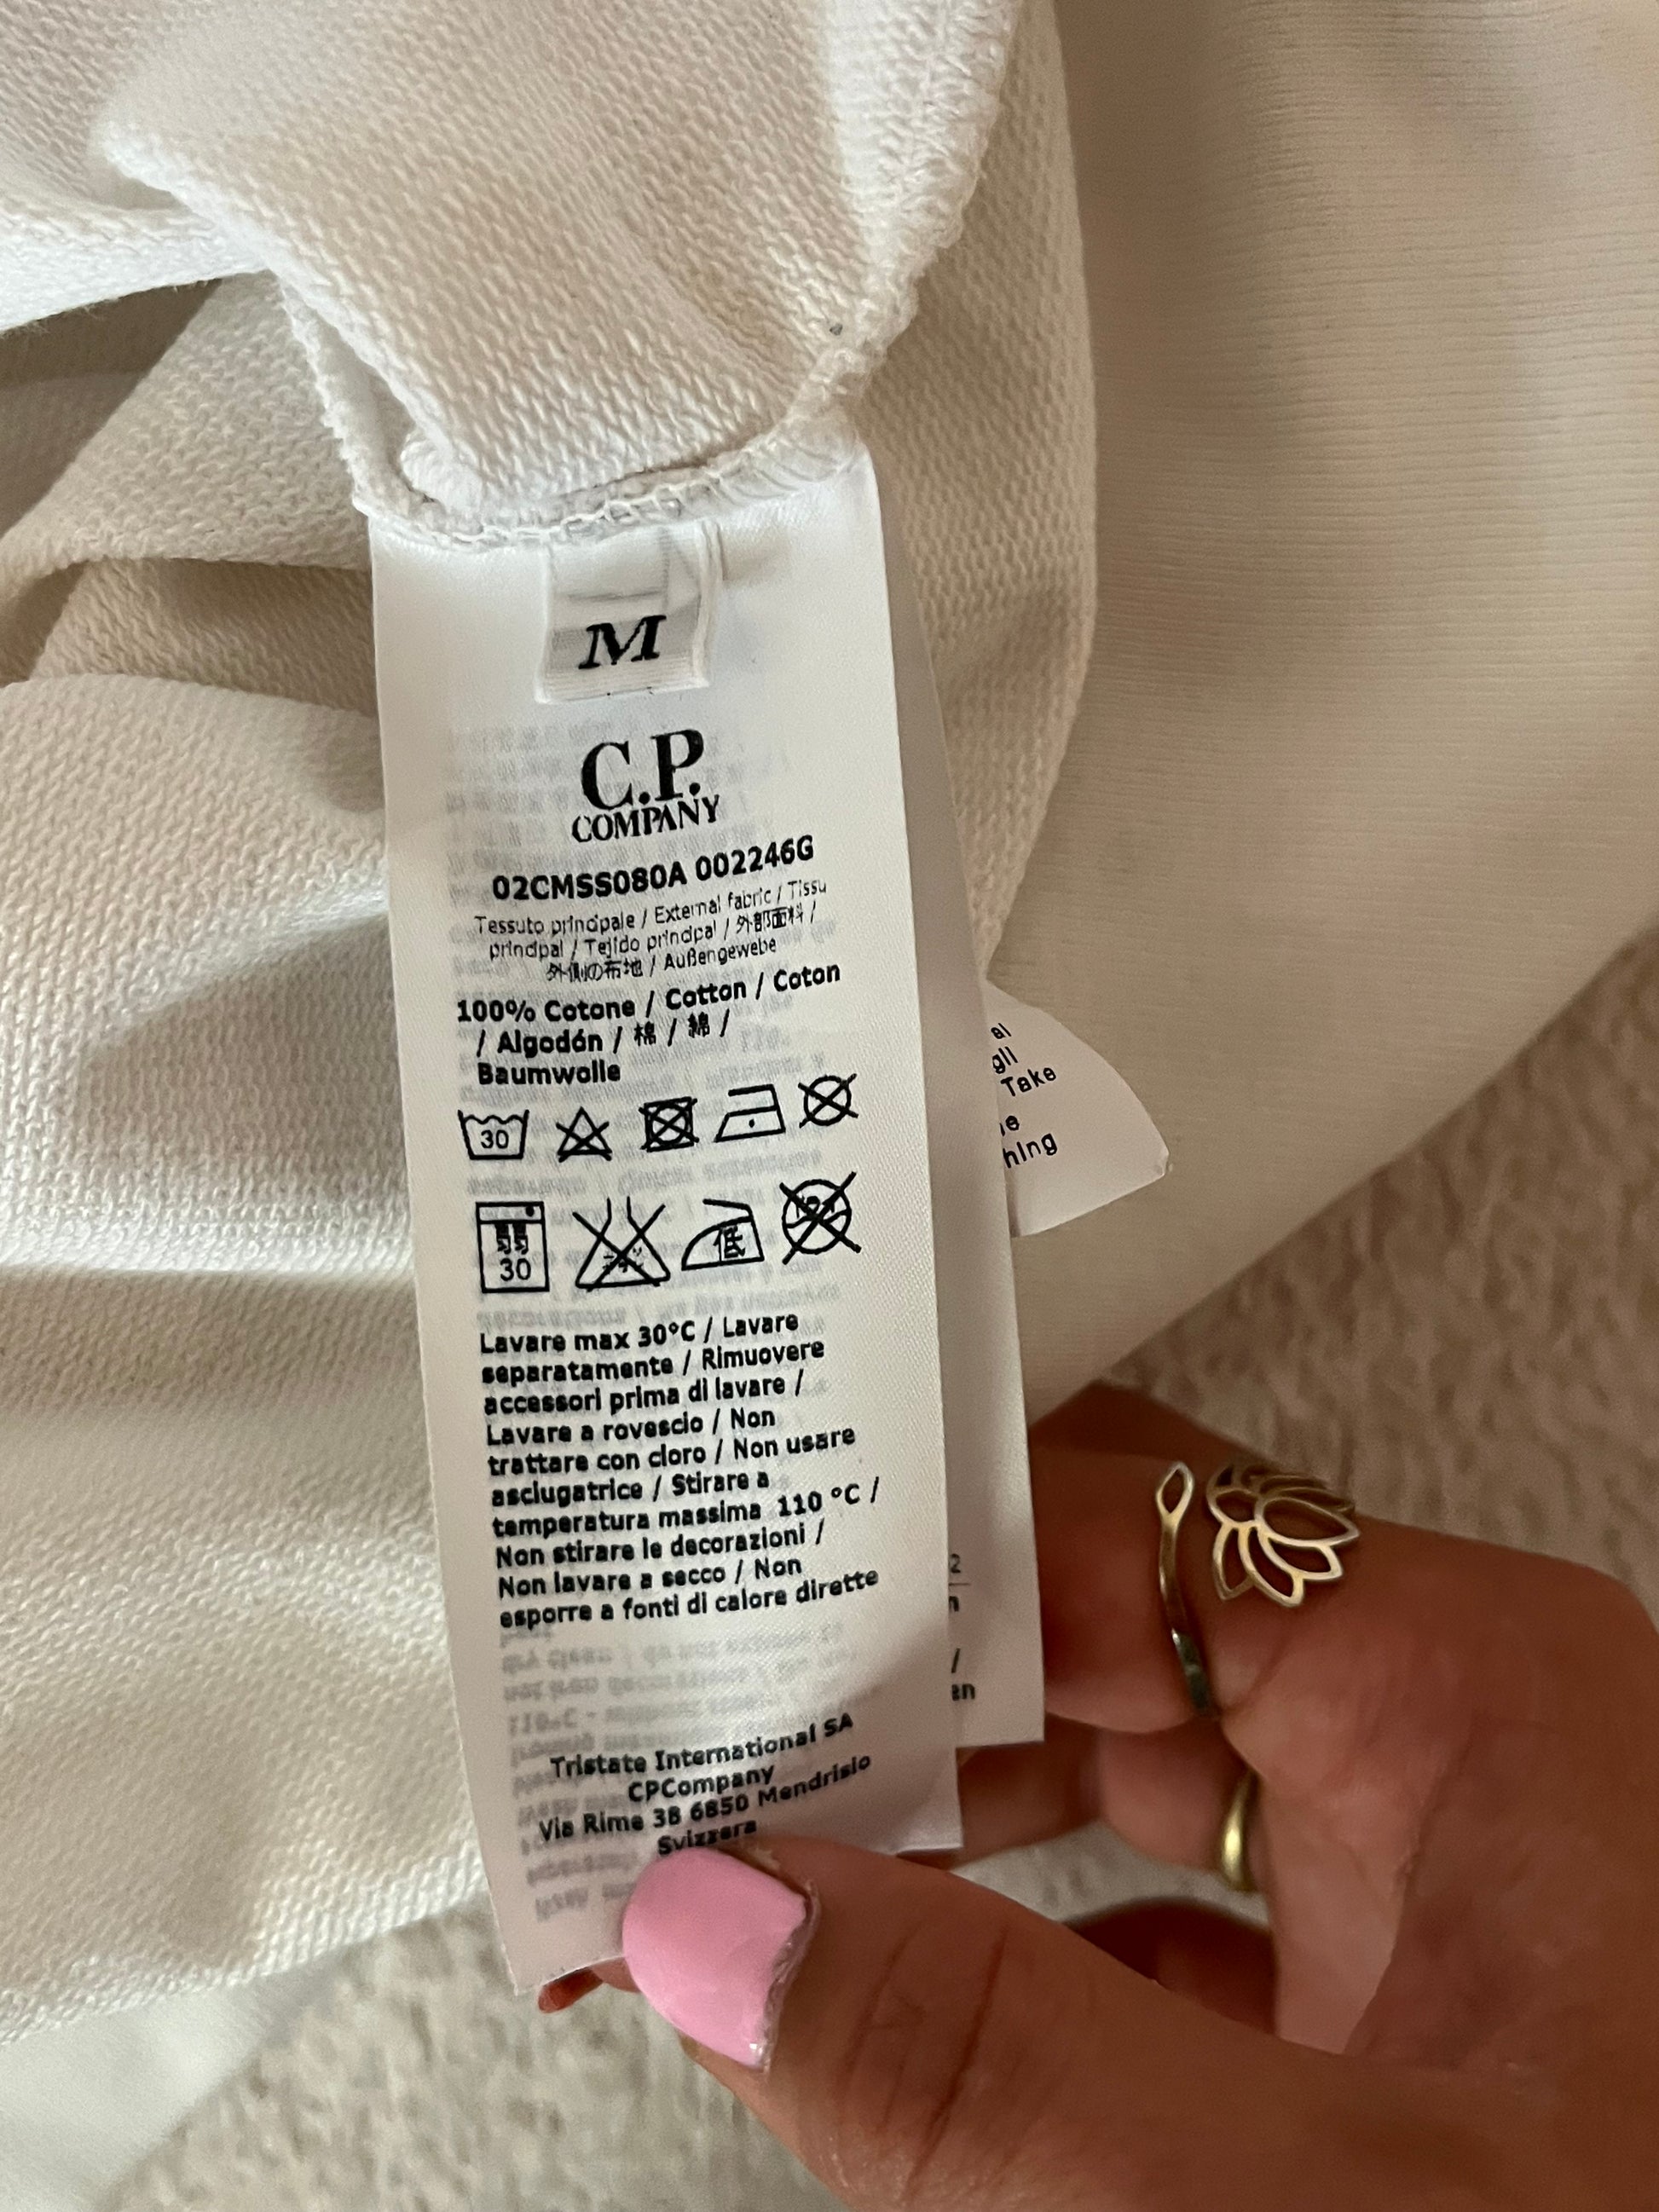 M
C.P.
COMPANY
02CMSS080A 002246G
Tessuto principale / External fabric / Tissu
principal / Tejido principal / 外部面料 /
外側の布地 / Außengewebe
100% Cotone / Cotton / Coton
/ Algodón / 棉 / 綿 /
Baumwolle
30
30
低
Lavare max 30°C / Lavare
separatamente / Rimuovere
accessori prima di lavare /
Lavare a rovescio / Non
trattare con cloro / Non usare
asciugatrice / Stirare a
temperatura massima 110 °C /
Non stirare le decorazioni /
Non lavare a secco / Non
esporre a fonti di calore dirette
Tristate International SA
CPCompany
Via Rime 38 6850 Mendrisio
Svizzera
Take